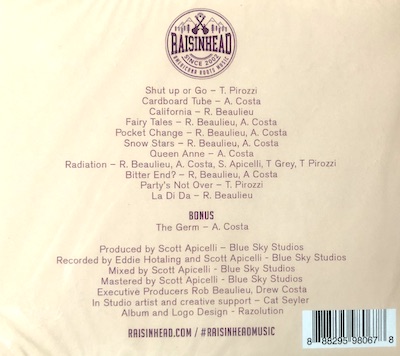 RAISINHEAD
SINCE 2002
AMERICANA ROOTS MUSIC
Shut up or Go – T. Pirozzi
Cardboard Tube – A. Costa
California – R. Beaulieu
Fairy Tales – R. Beaulieu, A. Costa
Pocket Change – R. Beaulieu, A. Costa
Snow Stars – R. Beaulieu, A. Costa
Queen Anne – A. Costa
Radiation – R. Beaulieu, A. Costa, S. Apicelli, T Grey, T Pirozzi
Bitter End? – R. Beaulieu, A Costa
Party's Not Over – T. Pirozzi
La Di Da – R. Beaulieu
BONUS
The Germ – A. Costa
Produced by Scott Apicelli – Blue Sky Studios
Recorded by Eddie Hotaling and Scott Apicelli - Blue Sky Studios
Mixed by Scott Apicelli - Blue Sky Studios
Mastered by Scott Apicelli - Blue Sky Studios
Executive Producers Rob Beaulieu, Drew Costa
In Studio artist and creative support – Cat Seyler
Album and Logo Design - Razolution
RAISINHEAD.COM / #RAISINHEADMUSIC
8 88295 98067 8